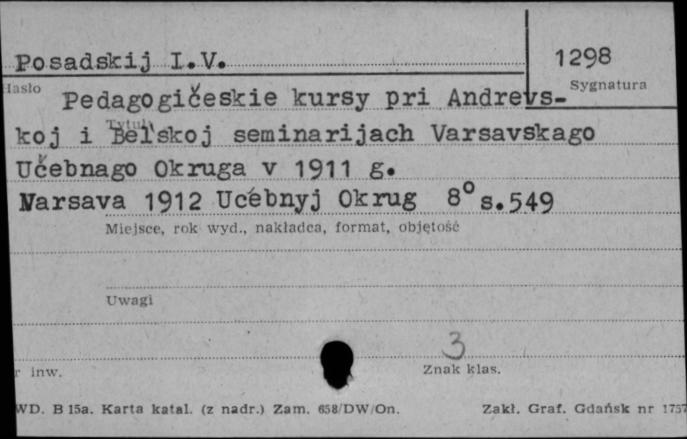 Posadskij I.V.
1298
Hasło
Sygnatura
Pedagogičeskie kursy pri Andrevs-
Tytuł
koj i Bel'skoj seminarijach Varsavskago
Učebnago Okruga v 1911 g.
Warsava 1912 Učebnyj Okrug 8° s.549
Miejsce, rok wyd., nakładca, format, objętość
Uwagi
3
r inw.
Znak klas.
WD. B 15a. Karta katal. (z nadr.) Zam. 658/DW/On.
Zakł. Graf. Gdańsk nr 1757